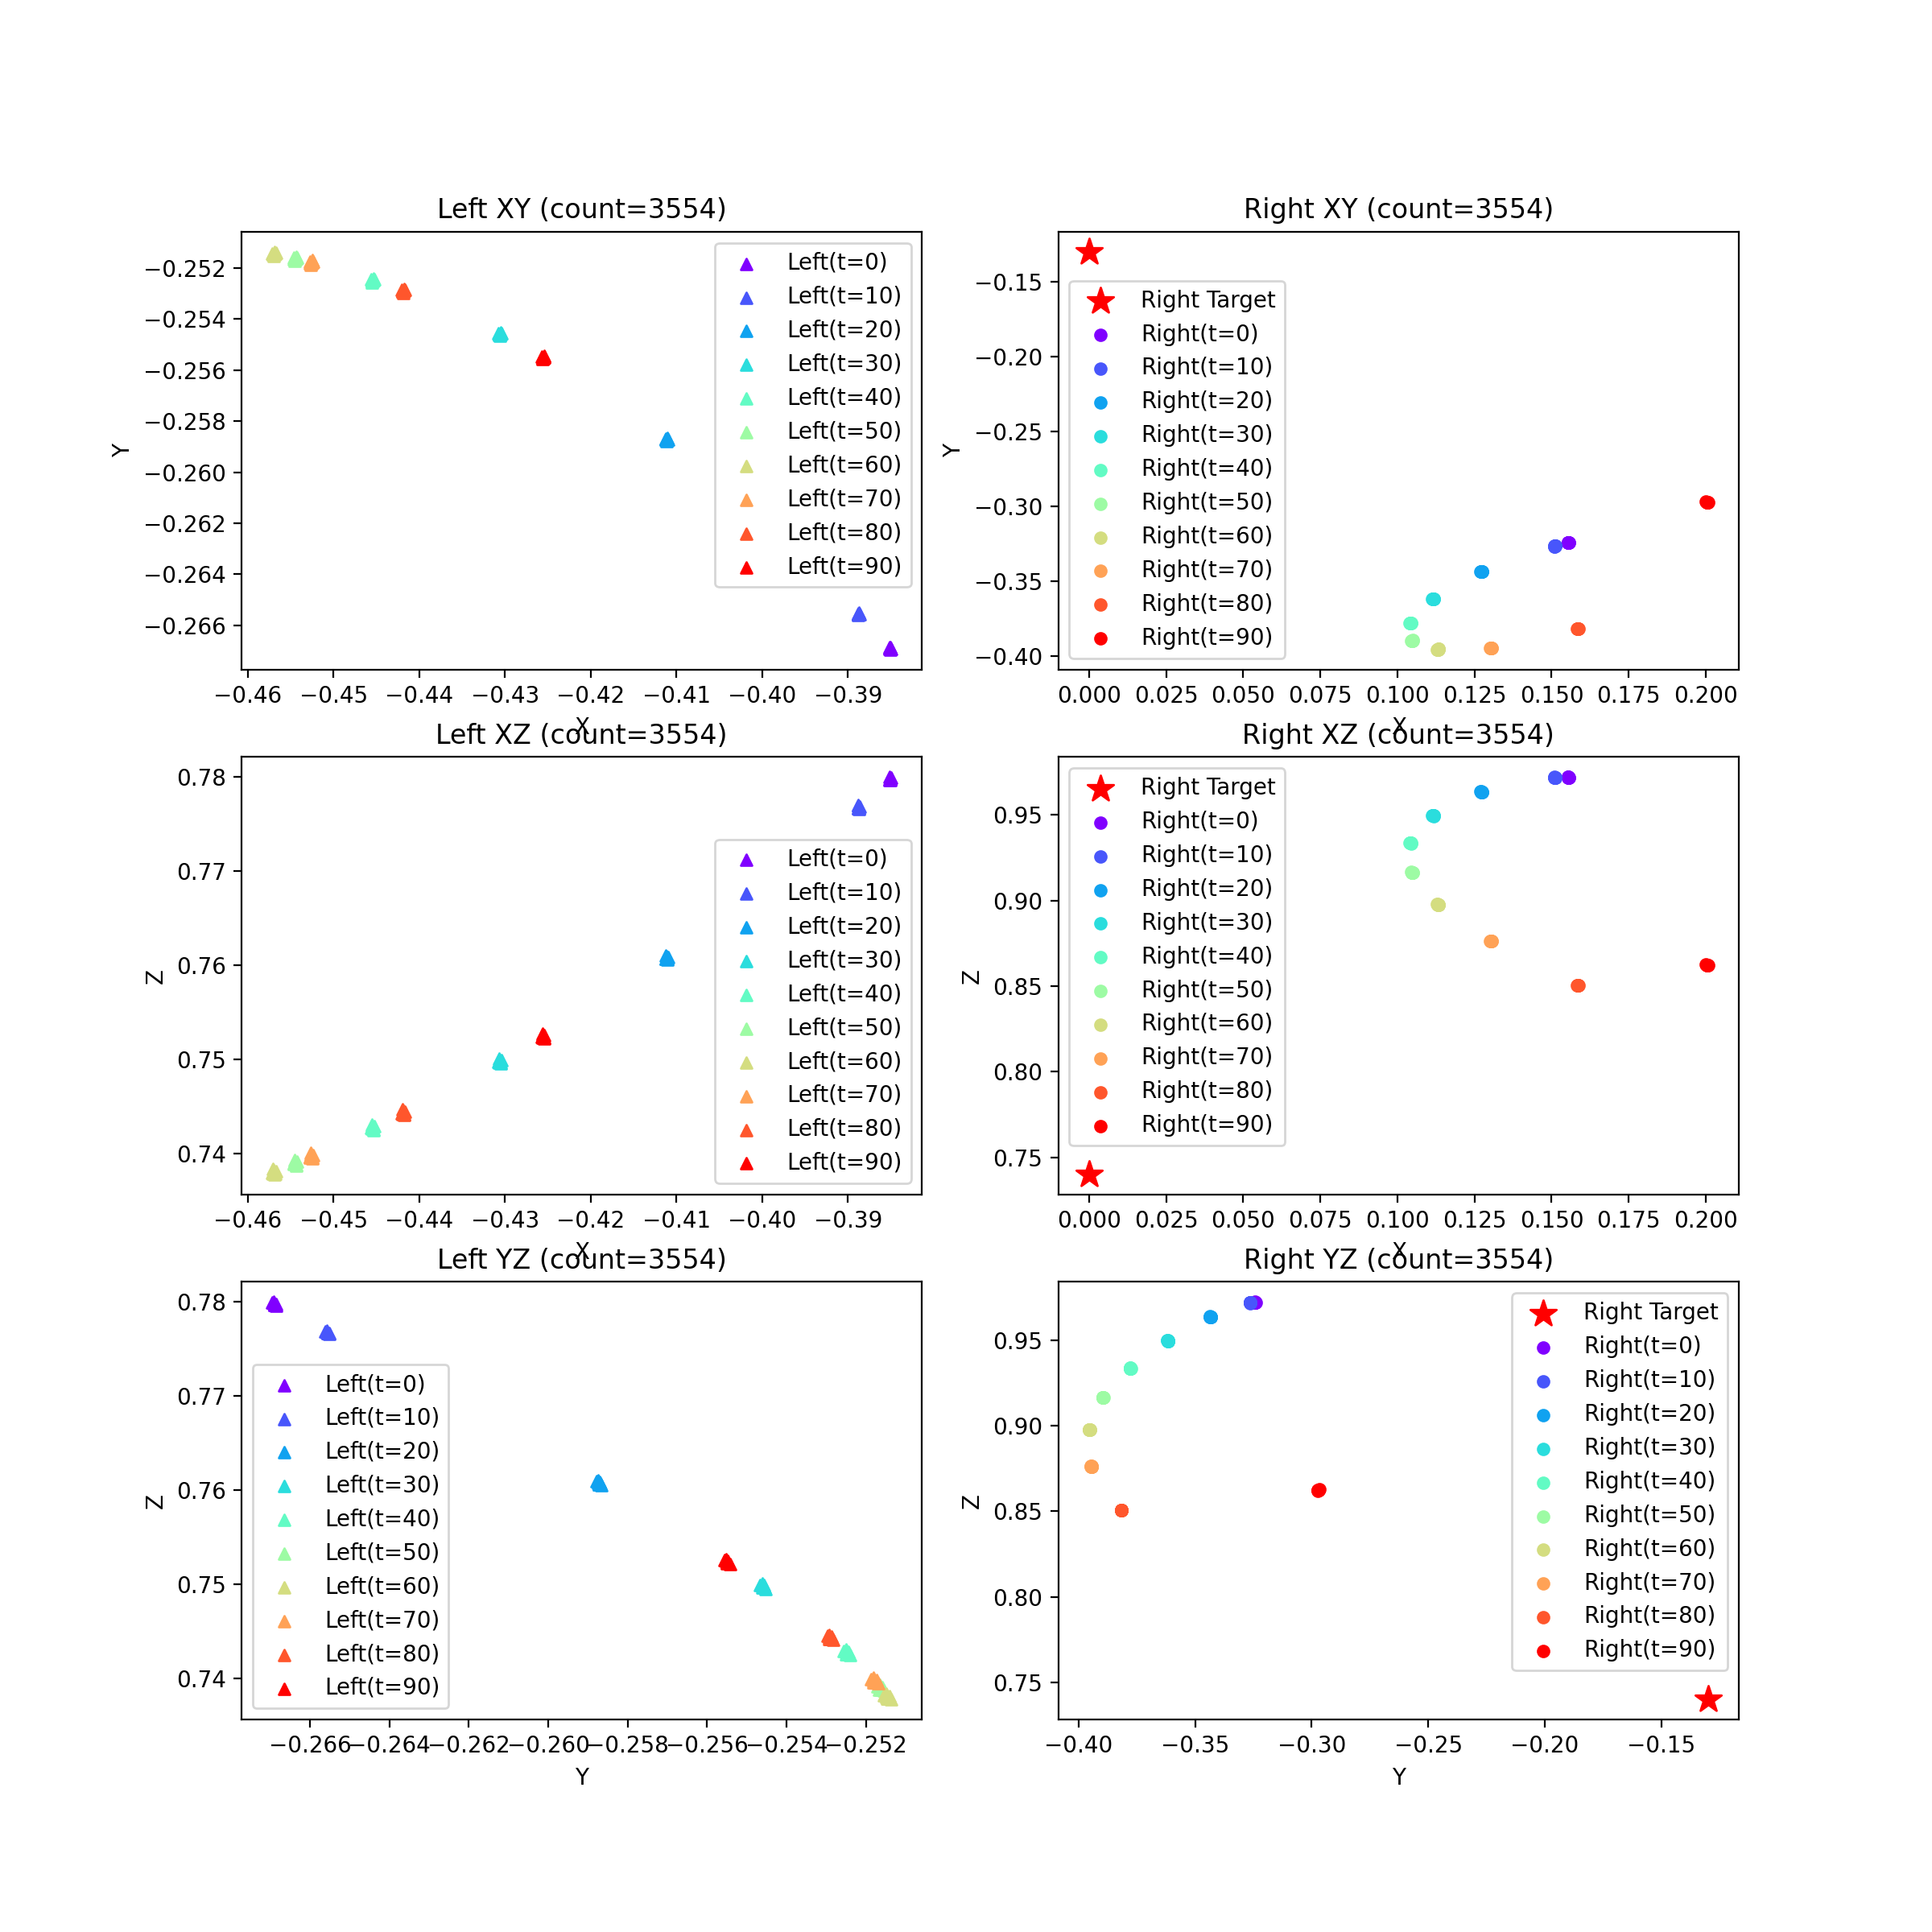 Left XY (count=3554)
Right XY (count=3554)
−0.252
−0.254
−0.256
−0.258
−0.260
−0.262
−0.264
−0.266
Y
Left(t=0)
Left(t=10)
Left(t=20)
Left(t=30)
Left(t=40)
Left(t=50)
Left(t=60)
Left(t=70)
Left(t=80)
Left(t=90)
−0.46 −0.45 −0.44 −0.43 −0.42 −0.41 −0.40 −0.39
X
−0.15
−0.20
−0.25
−0.30
−0.35
−0.40
Y
Right Target
Right(t=0)
Right(t=10)
Right(t=20)
Right(t=30)
Right(t=40)
Right(t=50)
Right(t=60)
Right(t=70)
Right(t=80)
Right(t=90)
0.000 0.025 0.050 0.075 0.100 0.125 0.150 0.175 0.200
X
Left XZ (count=3554)
Right XZ (count=3554)
0.78
0.77
0.76
0.75
0.74
Z
Left(t=0)
Left(t=10)
Left(t=20)
Left(t=30)
Left(t=40)
Left(t=50)
Left(t=60)
Left(t=70)
Left(t=80)
Left(t=90)
−0.46 −0.45 −0.44 −0.43 −0.42 −0.41 −0.40 −0.39
X
0.95
0.90
0.85
0.80
0.75
Z
Right Target
Right(t=0)
Right(t=10)
Right(t=20)
Right(t=30)
Right(t=40)
Right(t=50)
Right(t=60)
Right(t=70)
Right(t=80)
Right(t=90)
0.000 0.025 0.050 0.075 0.100 0.125 0.150 0.175 0.200
X
Left YZ (count=3554)
Right YZ (count=3554)
0.78
0.77
0.76
0.75
0.74
Z
Left(t=0)
Left(t=10)
Left(t=20)
Left(t=30)
Left(t=40)
Left(t=50)
Left(t=60)
Left(t=70)
Left(t=80)
Left(t=90)
−0.266 −0.264 −0.262 −0.260 −0.258 −0.256 −0.254 −0.252
Y
0.95
0.90
0.85
0.80
0.75
Z
Right Target
Right(t=0)
Right(t=10)
Right(t=20)
Right(t=30)
Right(t=40)
Right(t=50)
Right(t=60)
Right(t=70)
Right(t=80)
Right(t=90)
−0.40 −0.35 −0.30 −0.25 −0.20 −0.15
Y